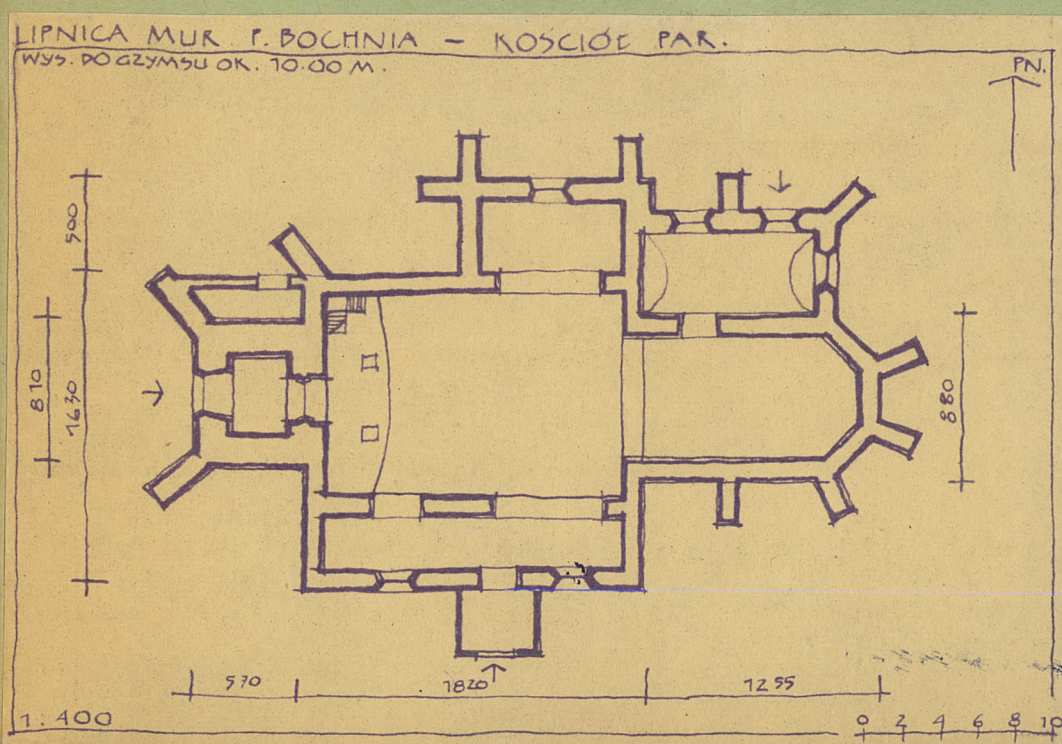 LIPNICA MUR P. BOCHNIA – KOŚCIÓŁ PAR.
WYS. DO GZYMSU OK. 10.00 M.
PN.
500
810
1630
880
570
1820
1255
1:400
0 2 4 6 8 10